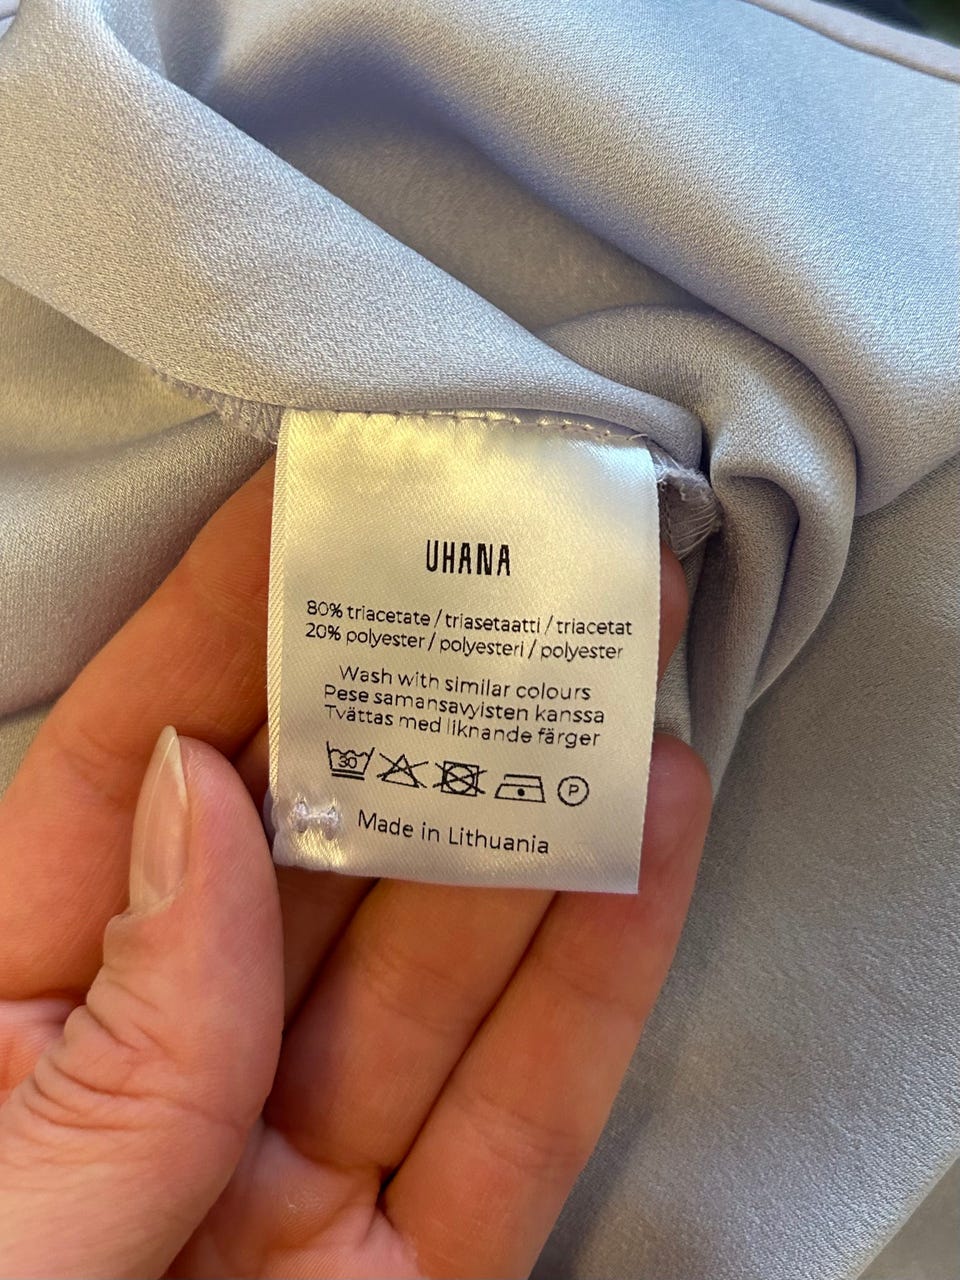 UHANA
80% triacetate / triasetaatti / triacetat
20% polyester / polyesteri / polyester
Wash with similar colours
Pese samansavyisten kanssa
Tvättas med liknande färger
30 P
Made in Lithuania